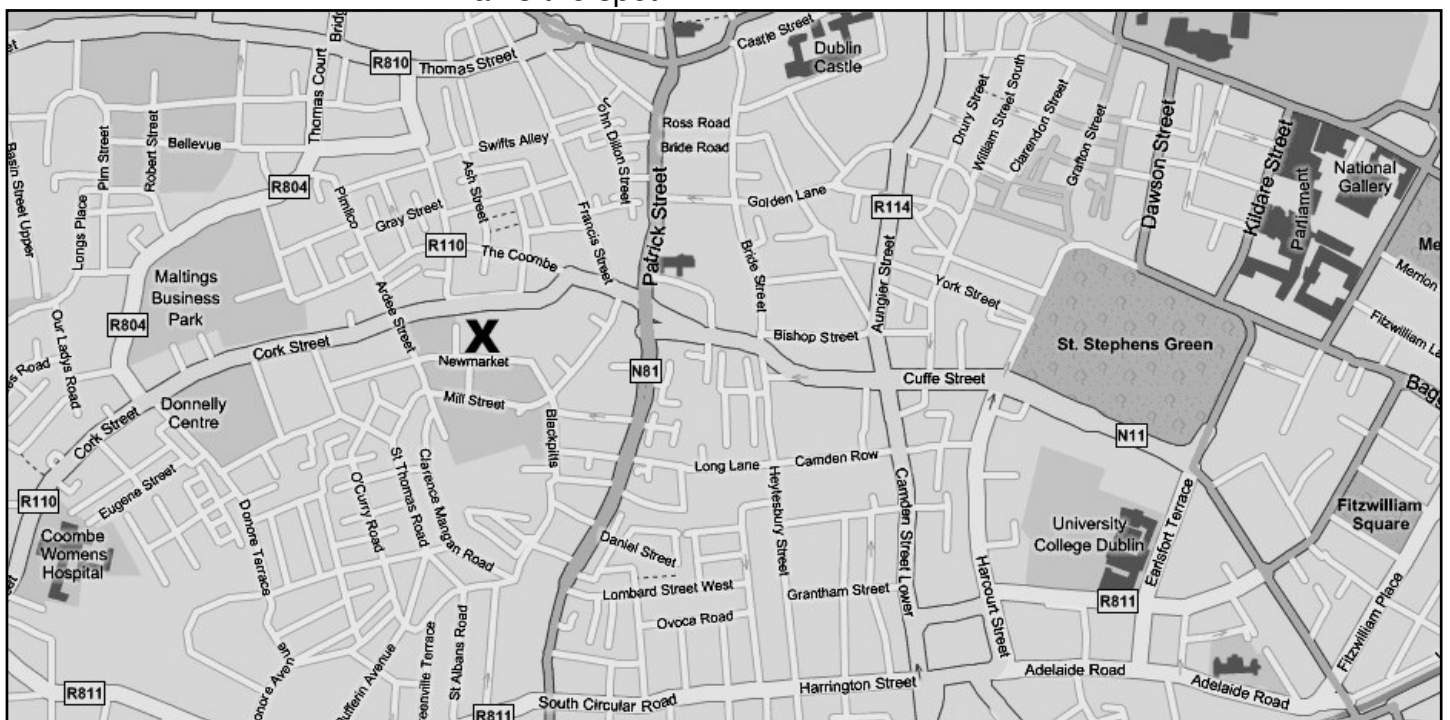 Castle Street
Dublin
Castle
R810
Thomas Street
Thomas Court
John Dillon Street
Ross Road
Bride Road
Drury Street
William Street South
Clarendon Street
Grafton Street
Dawson Street
Kildare Street
Parliament
National
Gallery
Basin Street Upper
Pim Street
Robert Street
Bellevue
Swifts Alley
Ash Street
R804
Pimlico
Gray Street
Golden Lane
R114
Longs Place
R110
The Coombe
Francis Street
Patrick Street
Bride Street
Aungier Street
York Street
Merrion
Maltings
Business
Park
Our Ladys Road
R804
Ardee Street
X
Newmarket
Cork Street
Bishop Street
St. Stephens Green
N81
Cuffe Street
Mill Street
Blackpitts
Donnelly
Centre
Cork Street
N11
Eugene Street
Long Lane
Camden Row
R110
Donore Terrace
O'Curry Road
St Thomas Road
Clarence Mangan Road
Heytesbury Street
Camden Street Lower
Harcourt Street
University
College Dublin
Earlsfort Terrace
Fitzwilliam
Square
Coombe
Womens
Hospital
Daniel Street
Lombard Street West
Grantham Street
R811
Ovoca Road
Fitzwilliam Place
St Albans Road
R811
South Circular Road
Harrington Street
Adelaide Road
Adelaide Road
R811